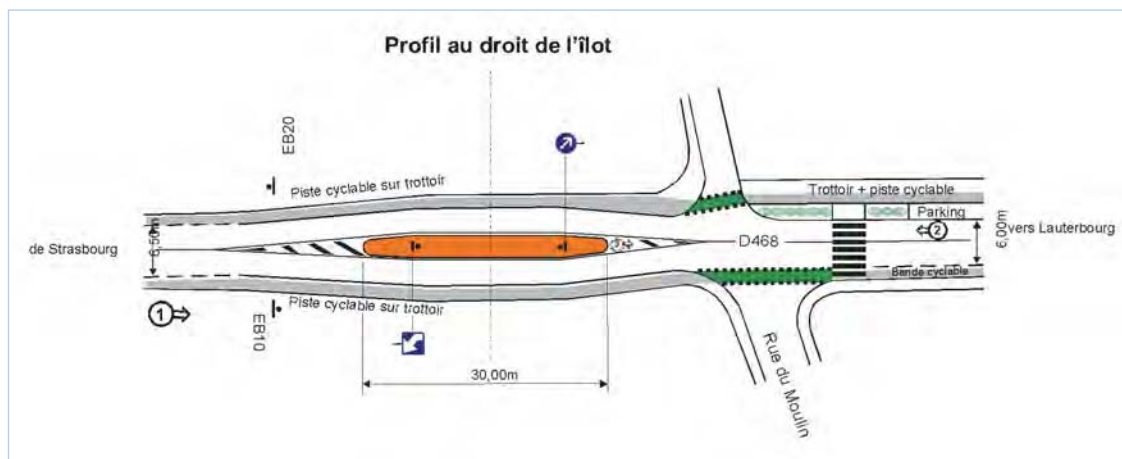 Profil au droit de l’îlot
EB20
Piste cyclable sur trottoir
Trottoir + piste cyclable
Parking
de Strasbourg
6,50m
D468
2
6,00m
vers Lauterbourg
Bande cyclable
1
EB10
Piste cyclable sur trottoir
30,00m
Rue du Moulin